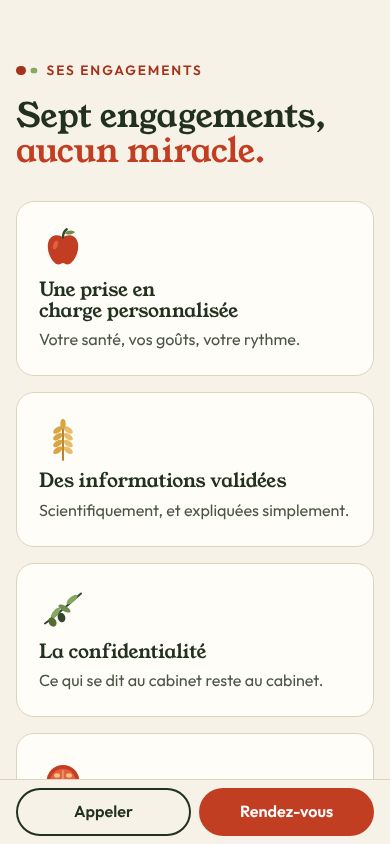 SES ENGAGEMENTS
Sept engagements,
aucun miracle.
Une prise en
charge personnalisée
Votre santé, vos goûts, votre rythme.
Des informations validées
Scientifiquement, et expliquées simplement.
La confidentialité
Ce qui se dit au cabinet reste au cabinet.
Appeler
Rendez-vous